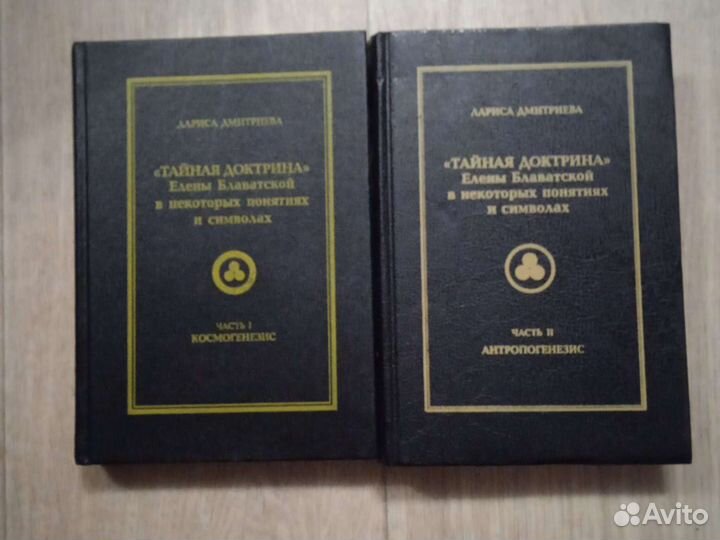 ЛАРИСА ДМИТРИЕВА
«ТАЙНАЯ ДОКТРИНА»
Елены Блаватской
в некоторых понятиях
и символах
ЧАСТЬ I
КОСМОГЕНЕЗИС
ЛАРИСА ДМИТРИЕВА
«ТАЙНАЯ ДОКТРИНА»
Елены Блаватской
в некоторых понятиях
и символах
ЧАСТЬ II
АНТРОПОГЕНЕЗИС
Avito